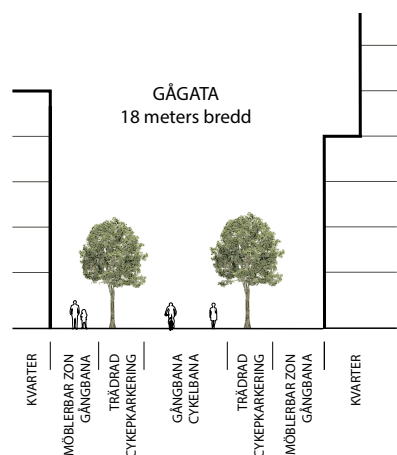 GÅGATA
18 meters bredd
KVARTER
MÖBLERBAR ZON
GÅNGBANA
TRÄDRAD
CYKEPKARKERING
GÅNGBANA
CYKELBANA
TRÄDRAD
CYKEPKARKERING
MÖBLERBAR ZON
GÅNGBANA
KVARTER